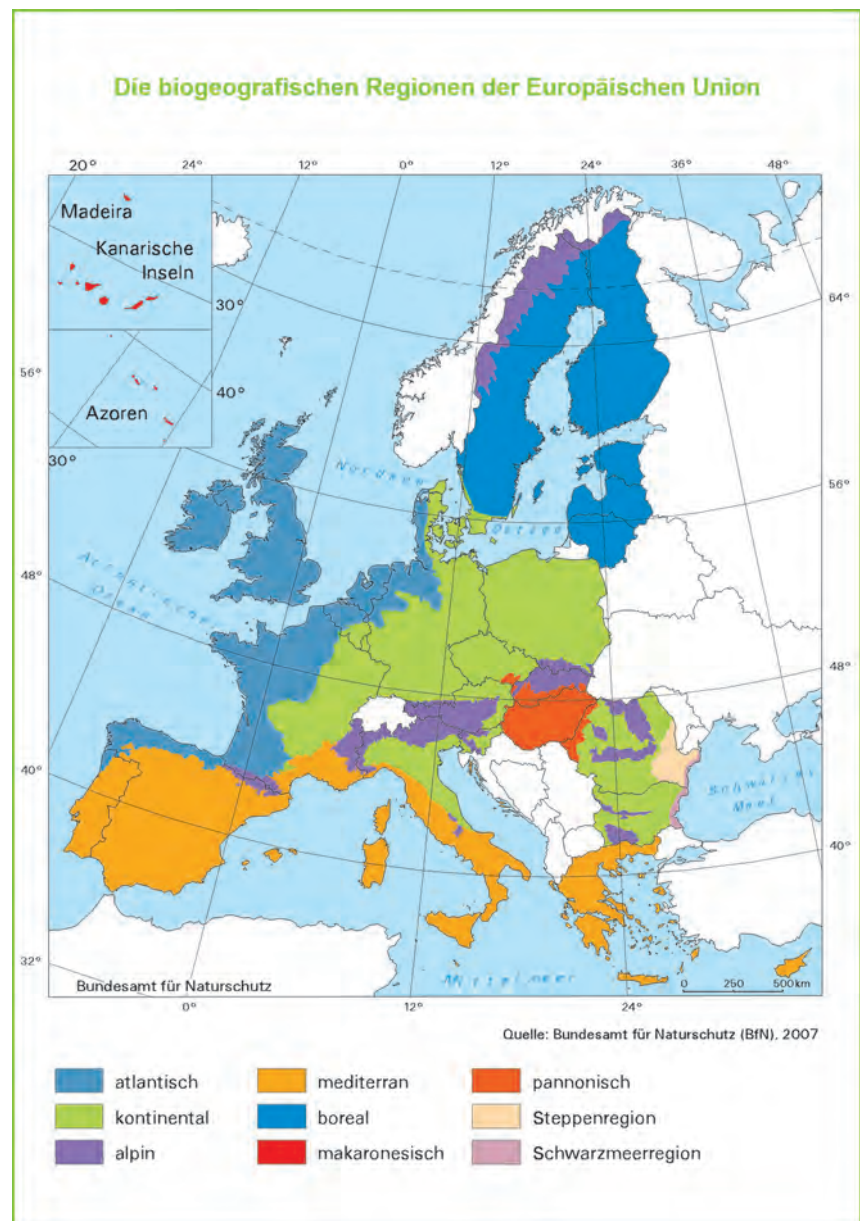 Die biogeografischen Regionen der Europäischen Union
20° 24° 12° 0° 12° 24° 36° 48°
Madeira
Kanarische
Inseln
30°
64°
56°
40°
Azoren
30°
Nordsee
56°
Ostsee
48°
Atlantischer
Ozean
48°
40°
Schwarzes
Meer
40°
32°
Bundesamt für Naturschutz
Mittelmeer
0 250 500 km
0° 12° 24°
Quelle: Bundesamt für Naturschutz (BfN), 2007
atlantisch mediterran pannonisch
kontinental boreal Steppenregion
alpin makaronesisch Schwarzmeerregion